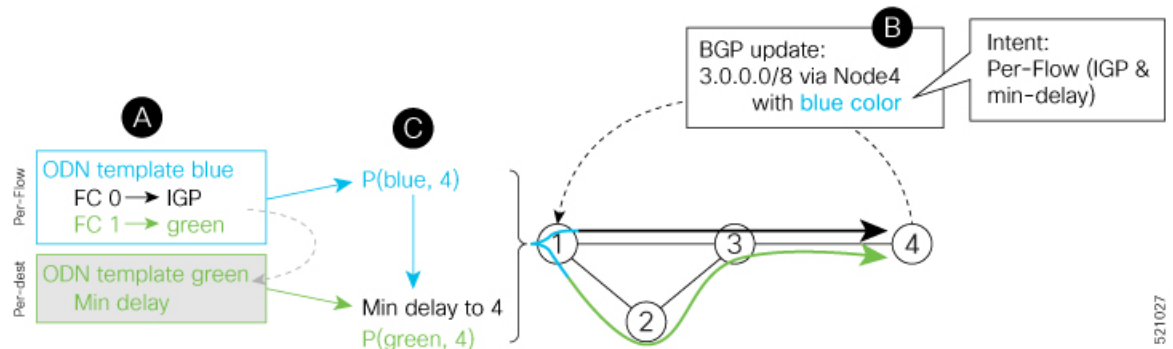 A
Per-Flow
ODN template blue
FC 0 → IGP
FC 1 → green
Per-dest
ODN template green
Min delay
C
P(blue, 4)
Min delay to 4
P(green, 4)
B
BGP update:
3.0.0.0/8 via Node4
with blue color
Intent:
Per-Flow (IGP &
min-delay)
1
3
4
2
521027